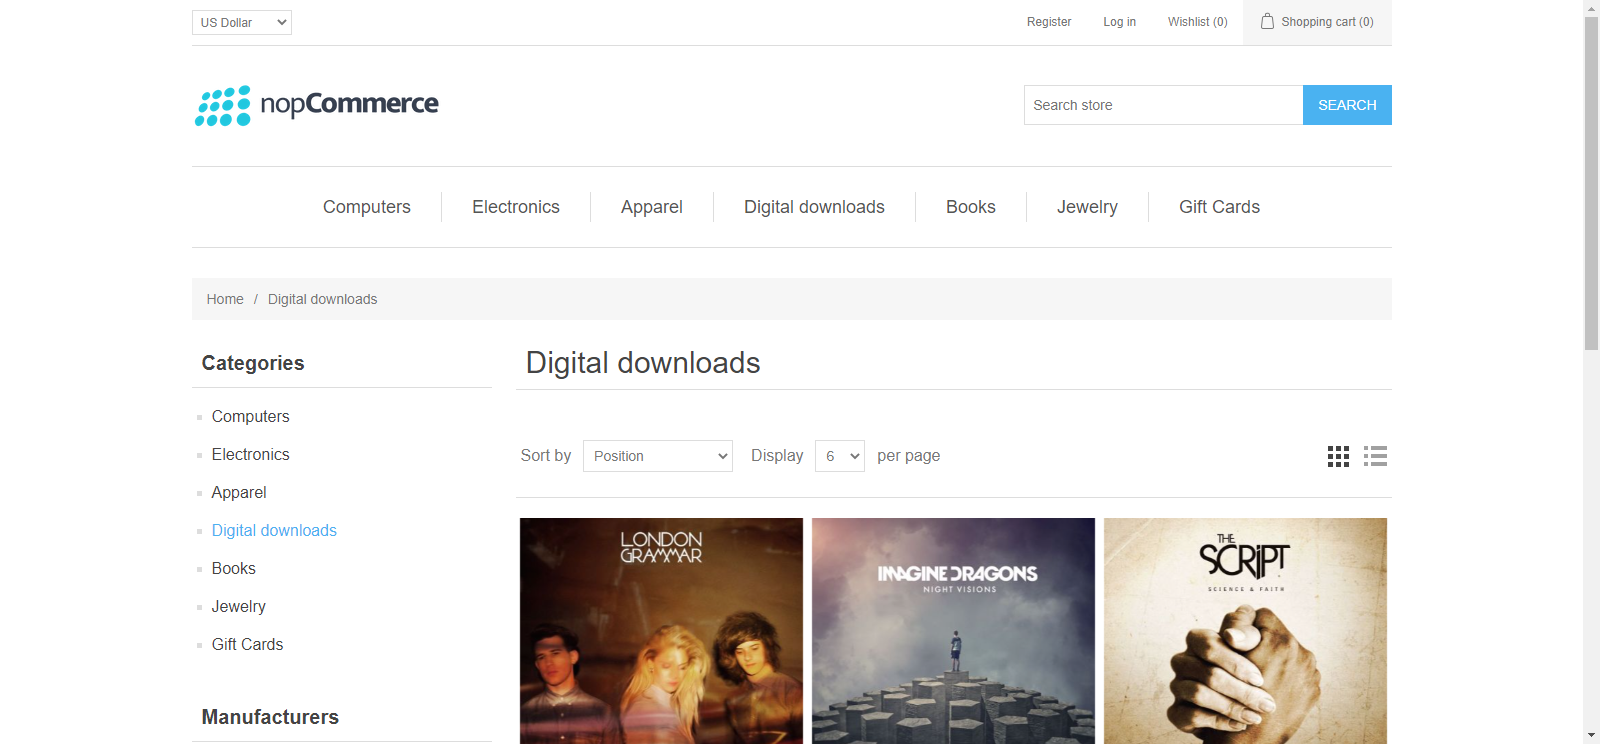 US Dollar
Register
Log in
Wishlist (0)
Shopping cart (0)
nopCommerce
Search store
SEARCH
Computers
Electronics
Apparel
Digital downloads
Books
Jewelry
Gift Cards
Home / Digital downloads
Categories
Computers
Electronics
Apparel
Digital downloads
Books
Jewelry
Gift Cards
Manufacturers
Digital downloads
Sort by Position Display 6 per page
LONDON
GRAMMAR
IMAGINE DRAGONS
NIGHT VISIONS
THE
SCRIPT
SCIENCE & FAITH